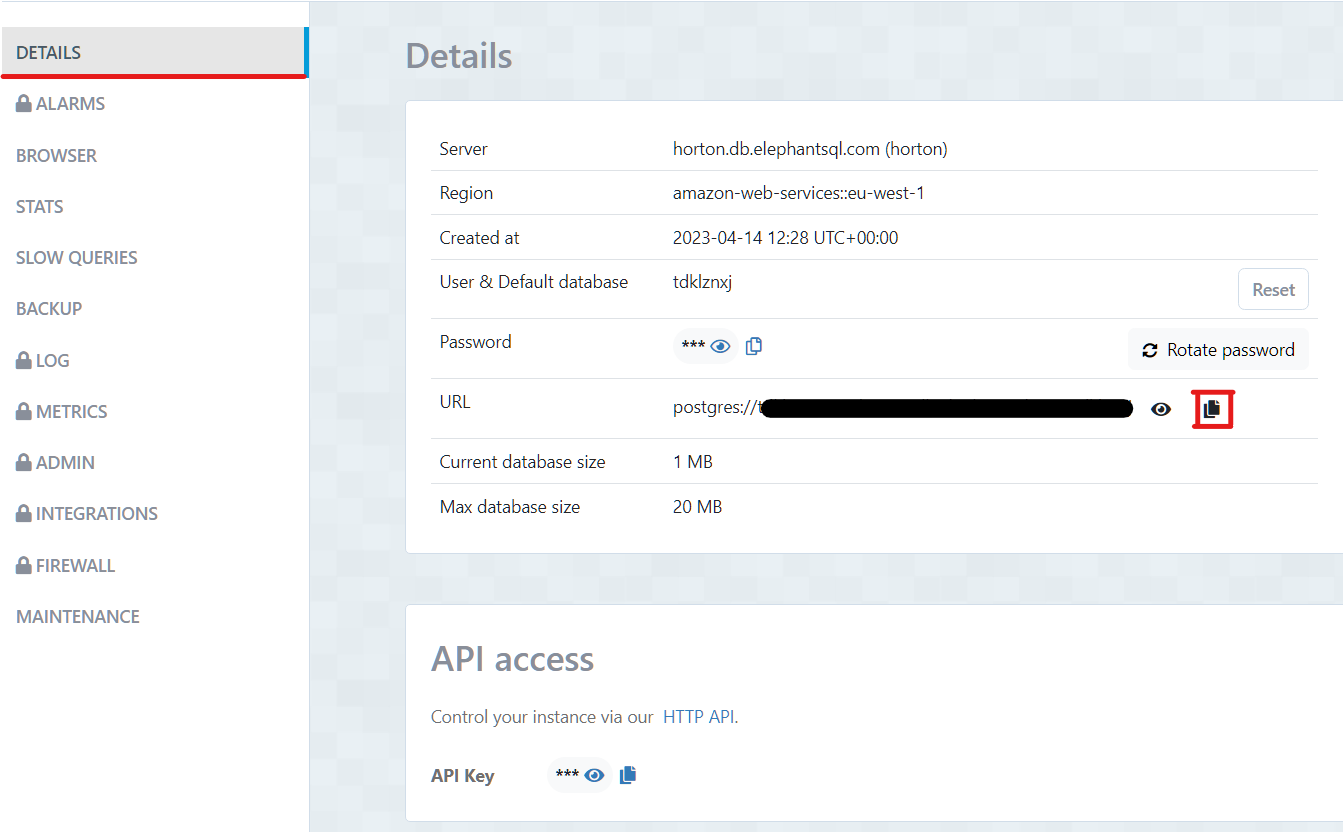 DETAILS
ALARMS
BROWSER
STATS
SLOW QUERIES
BACKUP
LOG
METRICS
ADMIN
INTEGRATIONS
FIREWALL
MAINTENANCE
Details
Server horton.db.elephantsql.com (horton)
Region amazon-web-services::eu-west-1
Created at 2023-04-14 12:28 UTC+00:00
User & Default database tdklznxj Reset
Password *** Rotate password
URL postgres://t
Current database size 1 MB
Max database size 20 MB
API access
Control your instance via our HTTP API.
API Key ***